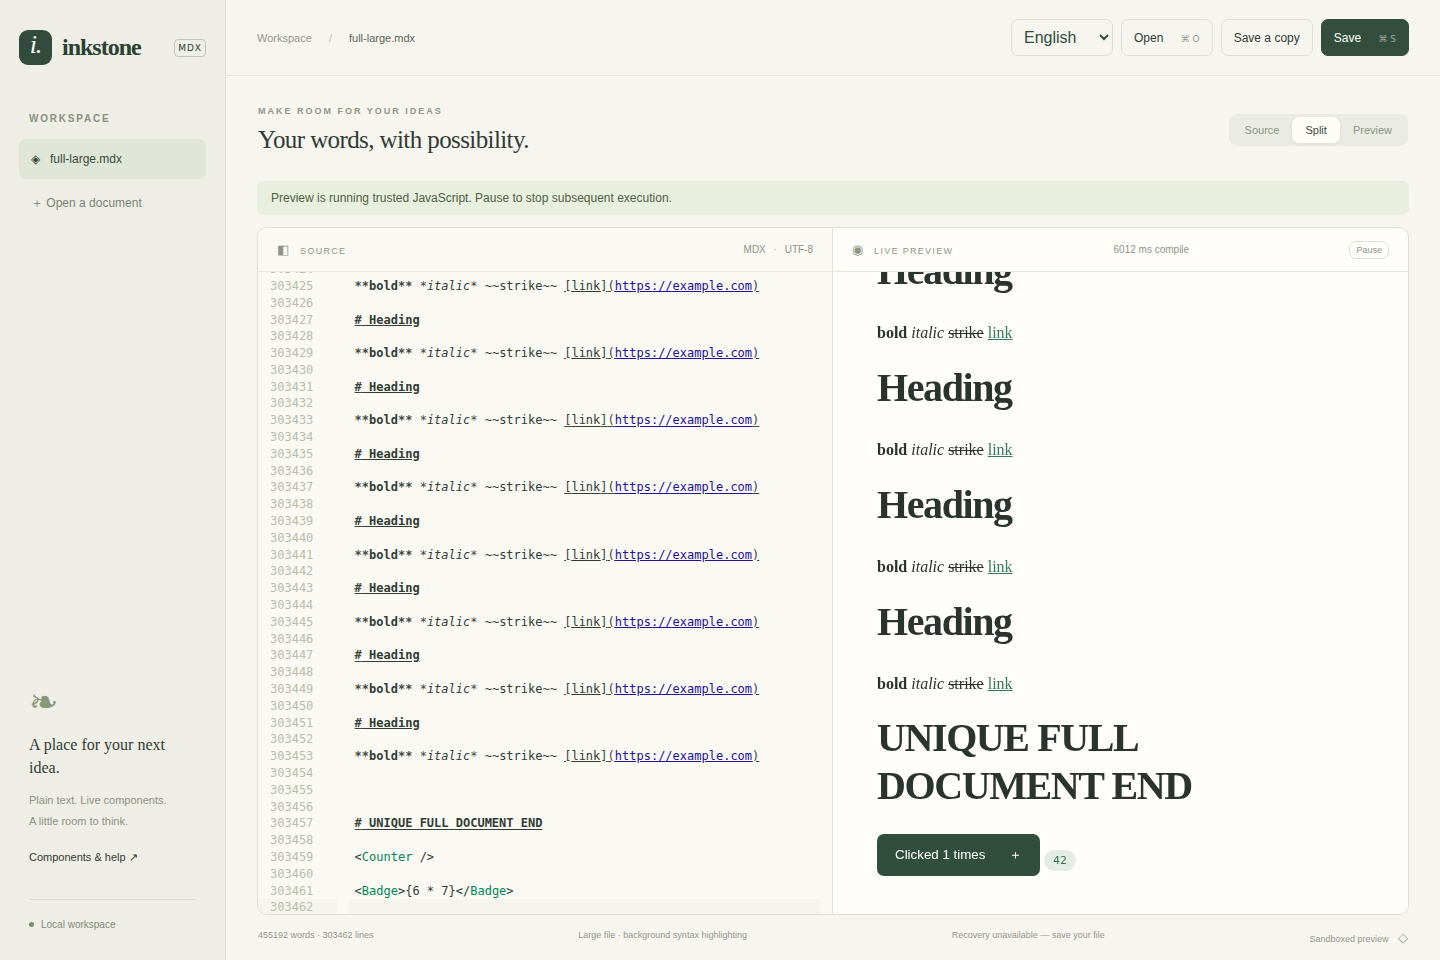 i. inkstone MDX
Workspace / full-large.mdx
English
Open ⌘ O
Save a copy
Save ⌘ S
WORKSPACE
◈ full-large.mdx
+ Open a document
MAKE ROOM FOR YOUR IDEAS
Your words, with possibility.
Source Split Preview
Preview is running trusted JavaScript. Pause to stop subsequent execution.
SOURCE
MDX · UTF-8
303425 **bold** *italic* ~~strike~~ [link](https://example.com)
303426
303427 # Heading
303428
303429 **bold** *italic* ~~strike~~ [link](https://example.com)
303430
303431 # Heading
303432
303433 **bold** *italic* ~~strike~~ [link](https://example.com)
303434
303435 # Heading
303436
303437 **bold** *italic* ~~strike~~ [link](https://example.com)
303438
303439 # Heading
303440
303441 **bold** *italic* ~~strike~~ [link](https://example.com)
303442
303443 # Heading
303444
303445 **bold** *italic* ~~strike~~ [link](https://example.com)
303446
303447 # Heading
303448
303449 **bold** *italic* ~~strike~~ [link](https://example.com)
303450
303451 # Heading
303452
303453 **bold** *italic* ~~strike~~ [link](https://example.com)
303454
303455
303456
303457 # UNIQUE FULL DOCUMENT END
303458
303459 <Counter />
303460
303461 <Badge>{6 * 7}</Badge>
303462
LIVE PREVIEW
6012 ms compile
Pause
Heading
bold italic strike link
Heading
bold italic strike link
Heading
bold italic strike link
Heading
bold italic strike link
UNIQUE FULL
DOCUMENT END
Clicked 1 times +
42
A place for your next
idea.
Plain text. Live components.
A little room to think.
Components & help ↗
Local workspace
455192 words · 303462 lines
Large file · background syntax highlighting
Recovery unavailable — save your file
Sandboxed preview ◇